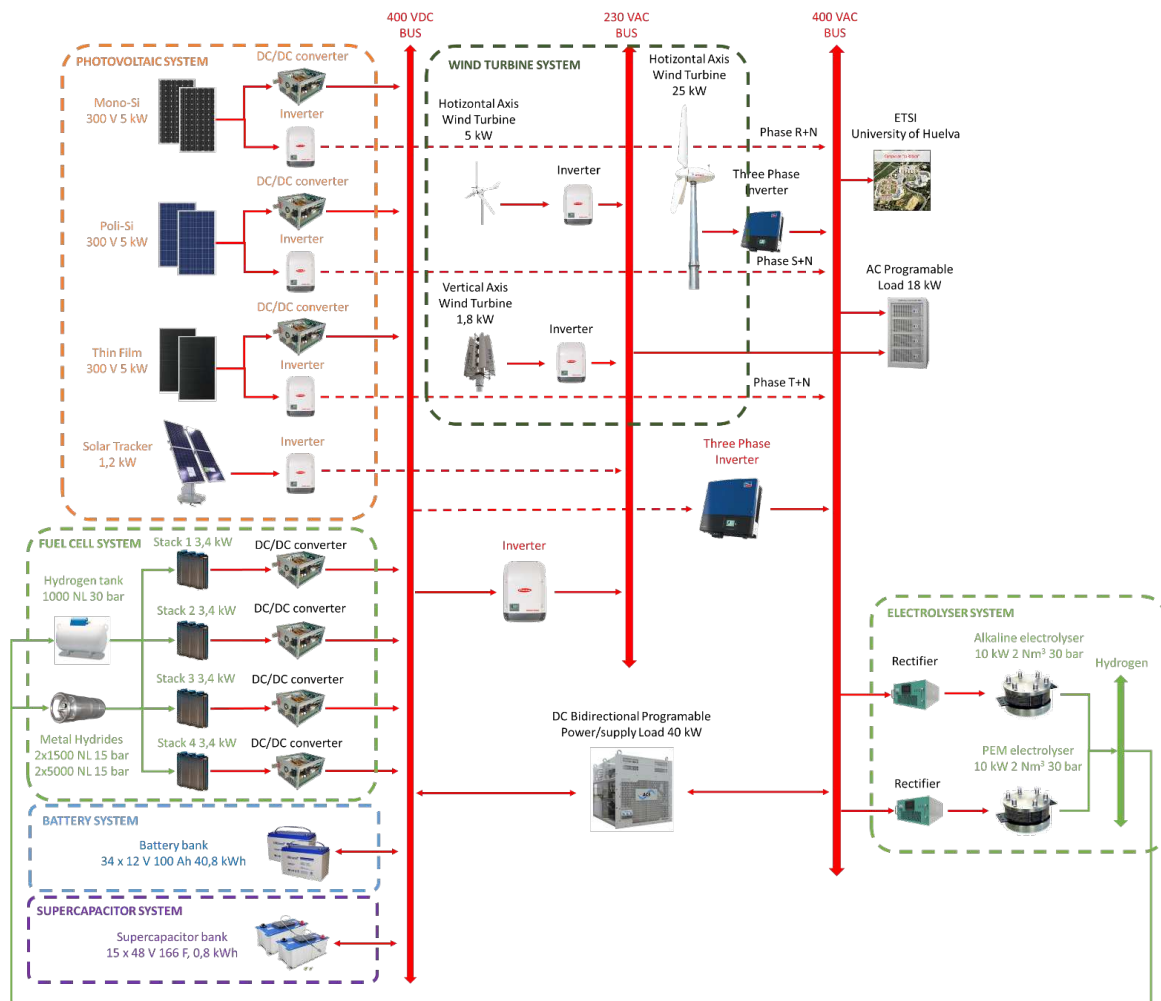 400 VDC
BUS
230 VAC
BUS
400 VAC
BUS
PHOTOVOLTAIC SYSTEM
DC/DC converter
Mono-Si
300 V 5 kW
Inverter
DC/DC converter
Poli-Si
300 V 5 kW
Inverter
DC/DC converter
Thin Film
300 V 5 kW
Inverter
Solar Tracker
1,2 kW
Inverter
WIND TURBINE SYSTEM
Hotizontal Axis
Wind Turbine
25 kW
Hotizontal Axis
Wind Turbine
5 kW
Inverter
Three Phase
Inverter
Vertical Axis
Wind Turbine
1,8 kW
Inverter
Phase R+N
Phase S+N
Phase T+N
ETSI
University of Huelva
AC Programable
Load 18 kW
Three Phase
Inverter
Inverter
FUEL CELL SYSTEM
Stack 1 3,4 kW
DC/DC converter
Hydrogen tank
1000 NL 30 bar
Stack 2 3,4 kW
DC/DC converter
Stack 3 3,4 kW
DC/DC converter
Metal Hydrides
2x1500 NL 15 bar
2x5000 NL 15 bar
Stack 4 3,4 kW
DC/DC converter
DC Bidirectional Programable
Power/supply Load 40 kW
ELECTROLYSER SYSTEM
Alkaline electrolyser
10 kW 2 Nm³ 30 bar
Rectifier
Hydrogen
PEM electrolyser
10 kW 2 Nm³ 30 bar
Rectifier
BATTERY SYSTEM
Battery bank
34 x 12 V 100 Ah 40,8 kWh
SUPERCAPACITOR SYSTEM
Supercapacitor bank
15 x 48 V 166 F, 0,8 kWh